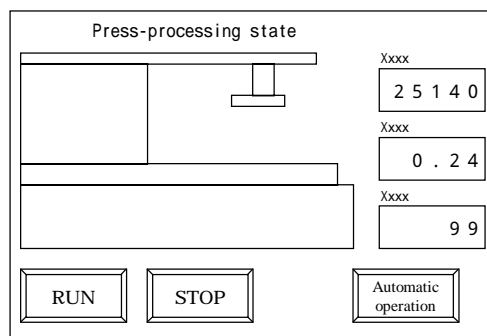 Press-processing state
Xxxx
25140
Xxxx
0.24
Xxxx
99
RUN
STOP
Automatic
operation